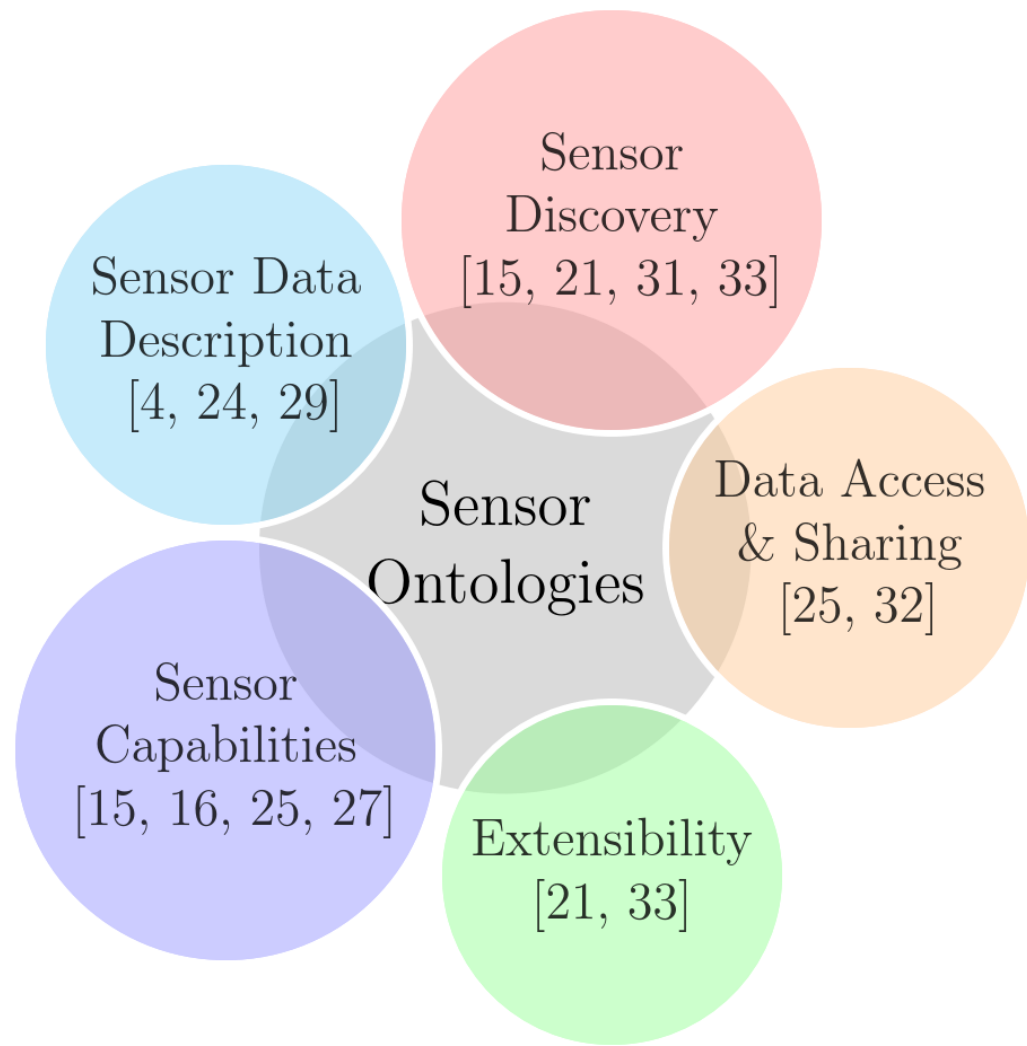 Sensor
Discovery
[15, 21, 31, 33]
Sensor Data
Description
[4, 24, 29]
Data Access
& Sharing
[25, 32]
Sensor
Ontologies
Sensor
Capabilities
[15, 16, 25, 27]
Extensibility
[21, 33]